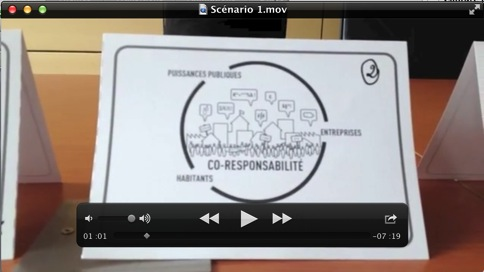 Scénario 1.mov
PUISSANCES PUBLIQUES
2
ENTREPRISES
CO-RESPONSABILITÉ
HABITANTS
01:01
-07:19